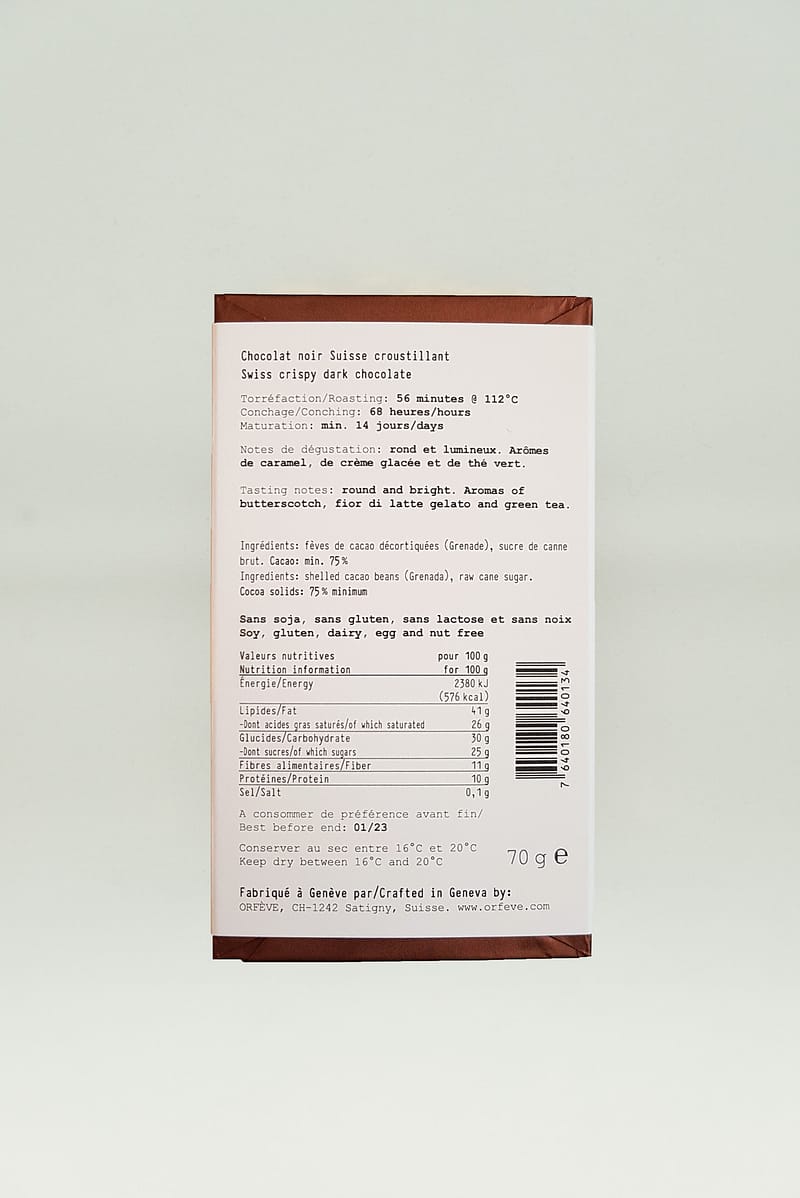 Chocolat noir Suisse croustillant
Swiss crispy dark chocolate
Torréfaction/Roasting: 56 minutes @ 112°C
Conchage/Conching: 68 heures/hours
Maturation: min. 14 jours/days
Notes de dégustation: rond et lumineux. Arômes
de caramel, de crème glacée et de thé vert.
Tasting notes: round and bright. Aromas of
butterscotch, fior di latte gelato and green tea.
Ingrédients: fèves de cacao décortiquées (Grenade), sucre de canne
brut. Cacao: min. 75%
Ingredients: shelled cacao beans (Grenada), raw cane sugar.
Cocoa solids: 75% minimum
Sans soja, sans gluten, sans lactose et sans noix
Soy, gluten, dairy, egg and nut free
Valeurs nutritives pour 100 g
Nutrition information for 100 g
Énergie/Energy 2380 kJ
(576 kcal)
Lipides/Fat 41 g
-Dont acides gras saturés/of which saturated 26 g
Glucides/Carbohydrate 30 g
-Dont sucres/of which sugars 25 g
Fibres alimentaires/Fiber 11 g
Protéines/Protein 10 g
Sel/Salt 0,1 g
7 640180 640134
A consommer de préférence avant fin/
Best before end: 01/23
Conserver au sec entre 16°C et 20°C
Keep dry between 16°C and 20°C
70 g e
Fabriqué à Genève par/Crafted in Geneva by:
ORFÈVE, CH-1242 Satigny, Suisse. www.orfeve.com